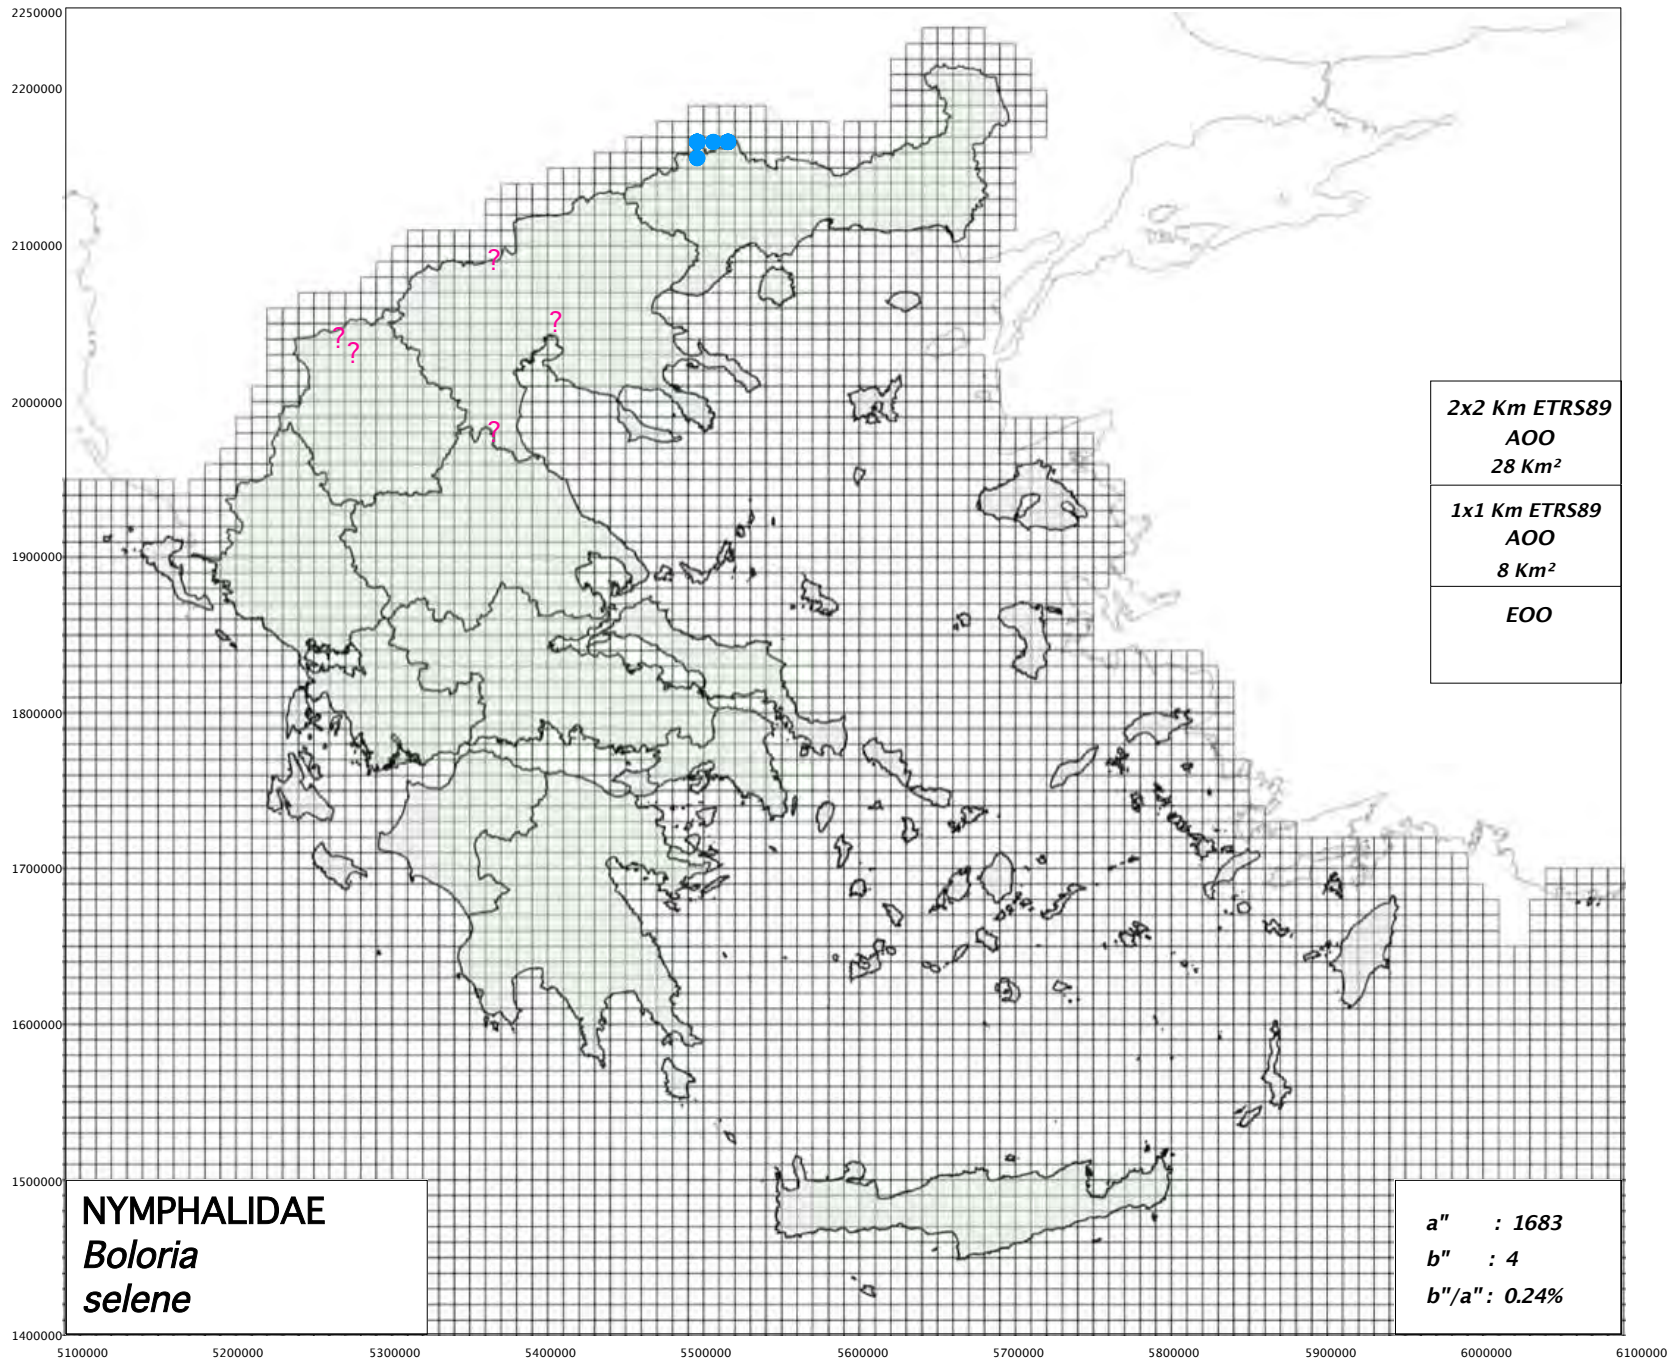 2250000
2200000
2100000
2000000
1900000
1800000
1700000
1600000
1500000
1400000
?
?
?
?
?
2x2 Km ETRS89
AOO
28 Km²
1x1 Km ETRS89
AOO
8 Km²
EOO
NYMPHALIDAE
Boloria
selene
a" : 1683
b" : 4
b"/a" : 0.24%
5100000 5200000 5300000 5400000 5500000 5600000 5700000 5800000 5900000 6000000 6100000